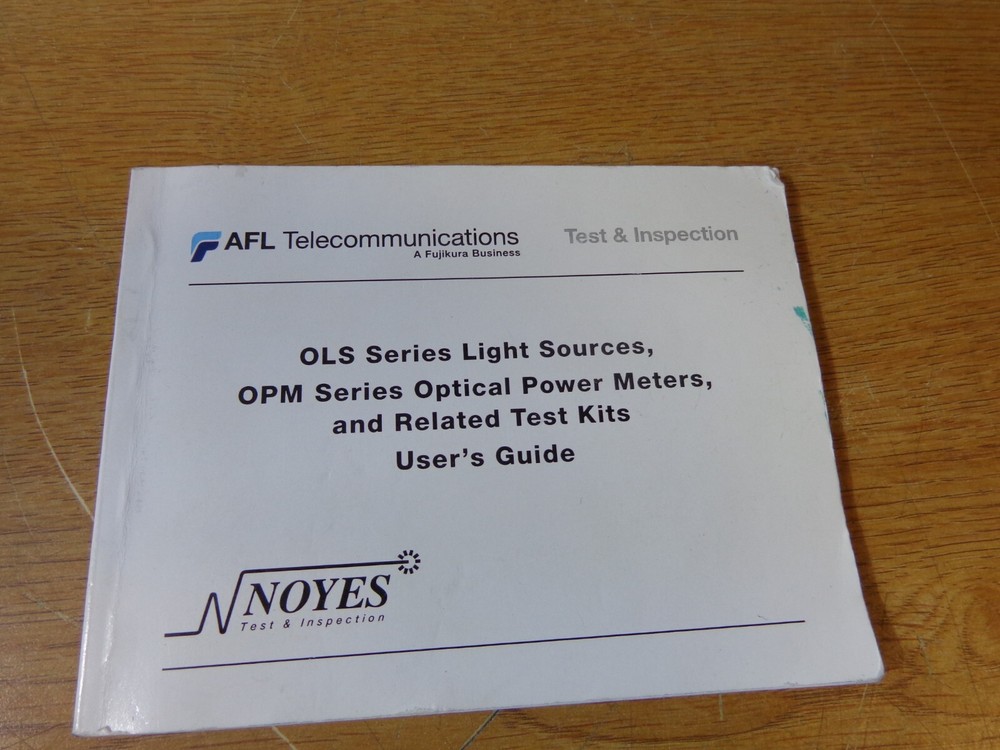 AFL Telecommunications
A Fujikura Business
Test & Inspection
OLS Series Light Sources,
OPM Series Optical Power Meters,
and Related Test Kits
User's Guide
NOYES
Test & Inspection